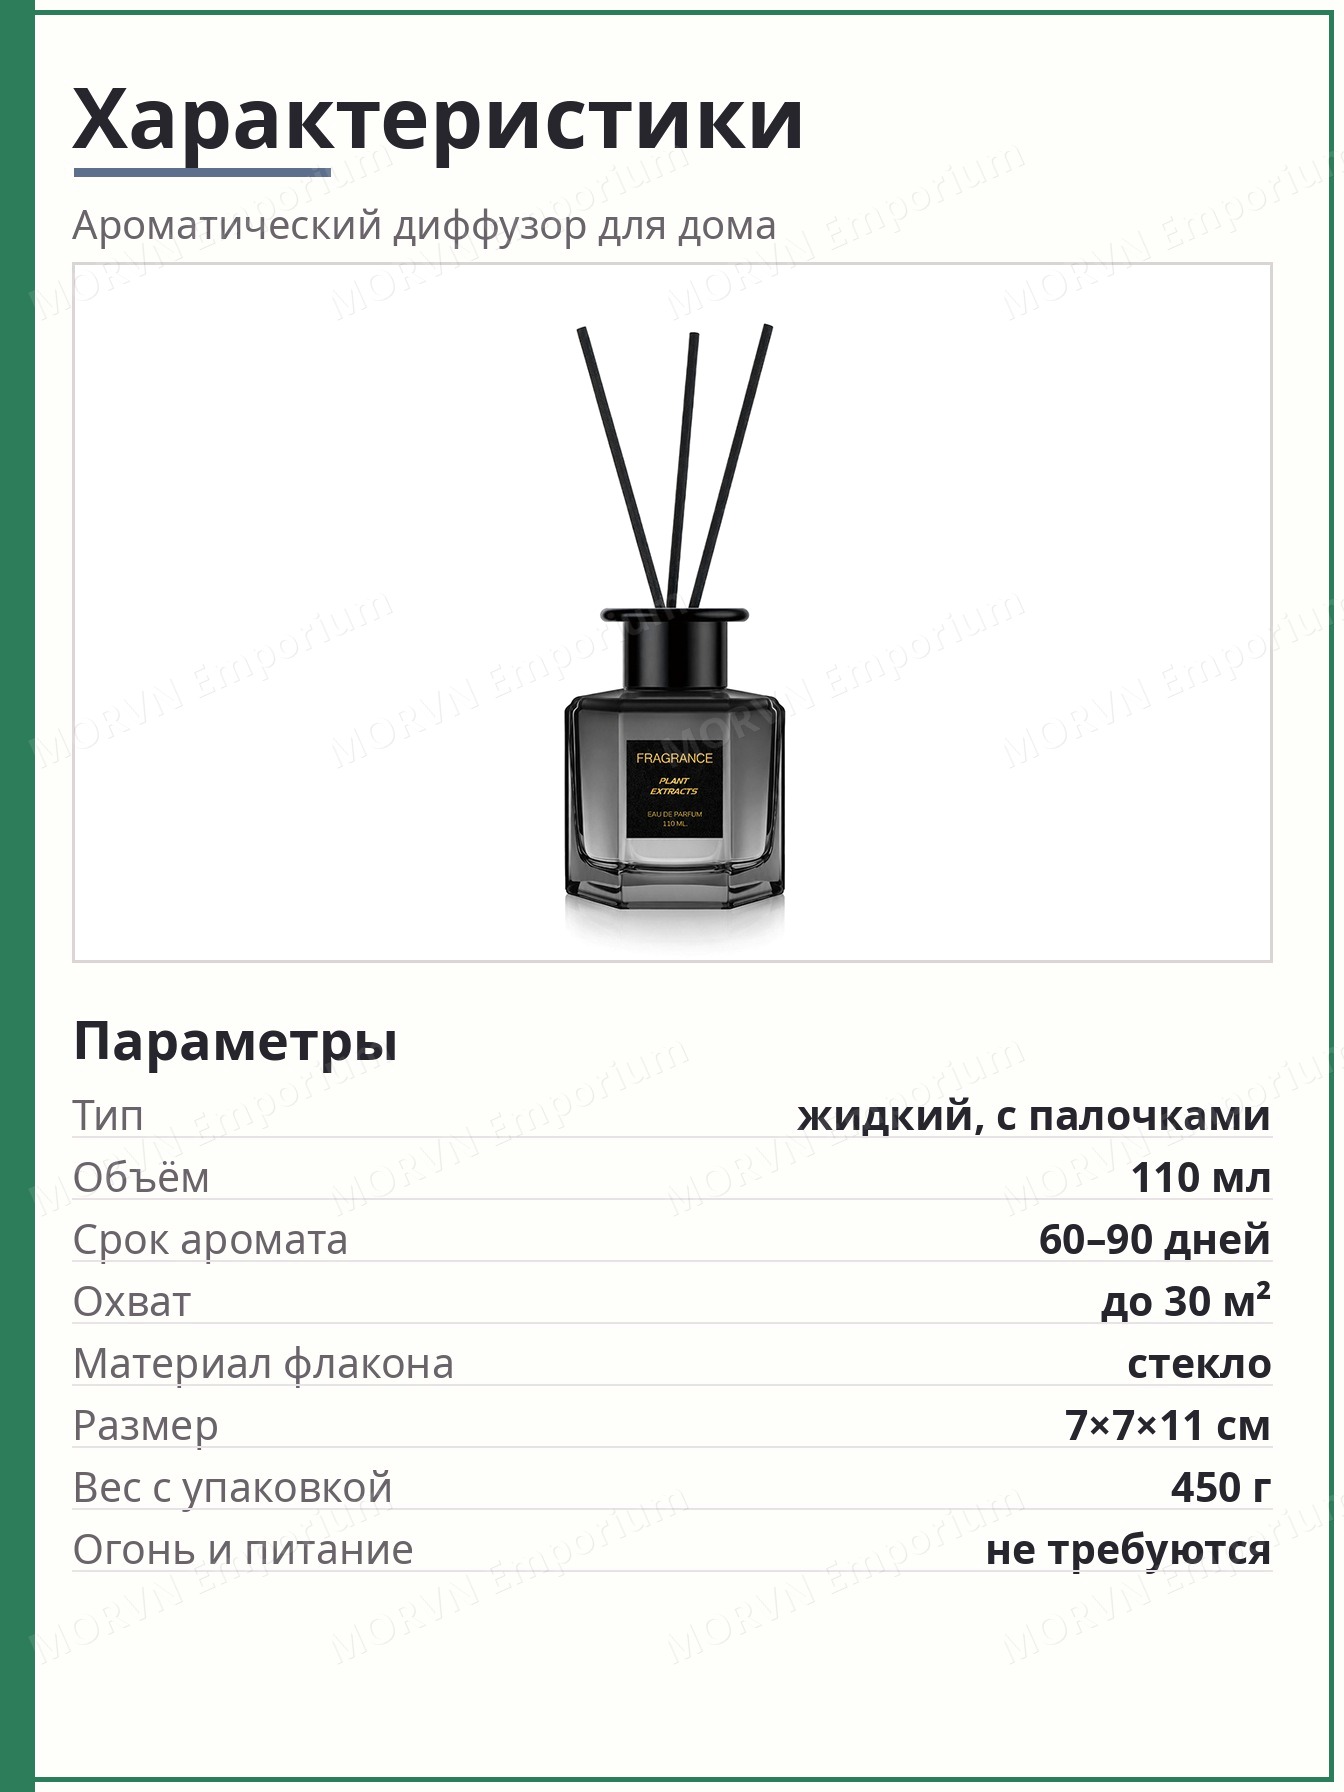 Характеристики
Ароматический диффузор для дома
FRAGRANCE
PLANT
EXTRACTS
EAU DE PARFUM
110 ML.
Параметры
Тип жидкий, с палочками
Объём 110 мл
Срок аромата 60–90 дней
Охват до 30 м²
Материал флакона стекло
Размер 7×7×11 см
Вес с упаковкой 450 г
Огонь и питание не требуются
MORVN Emporium